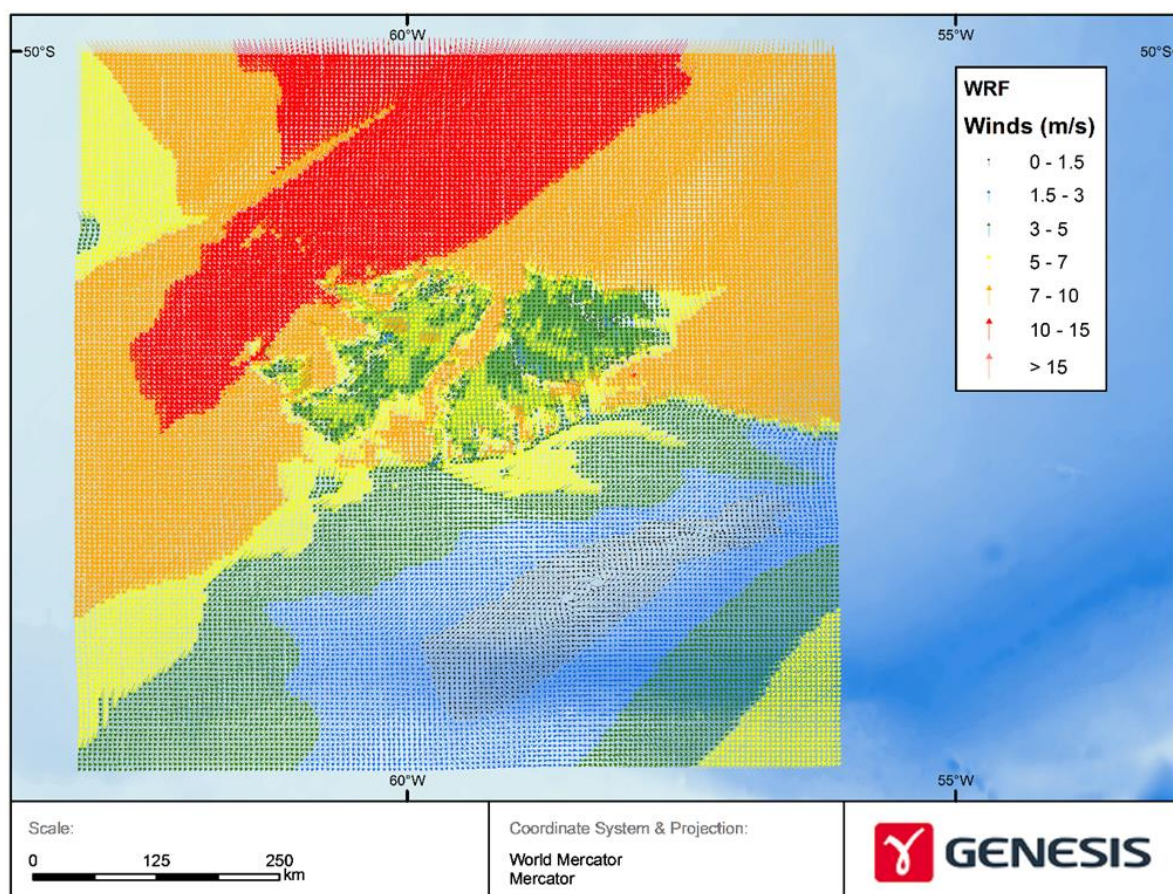 60°W
55°W
50°S
50°S
WRF
Winds (m/s)
0 - 1.5
1.5 - 3
3 - 5
5 - 7
7 - 10
10 - 15
> 15
60°W
55°W
Scale:
0 125 250
km
Coordinate System & Projection:
World Mercator
Mercator
GENESIS